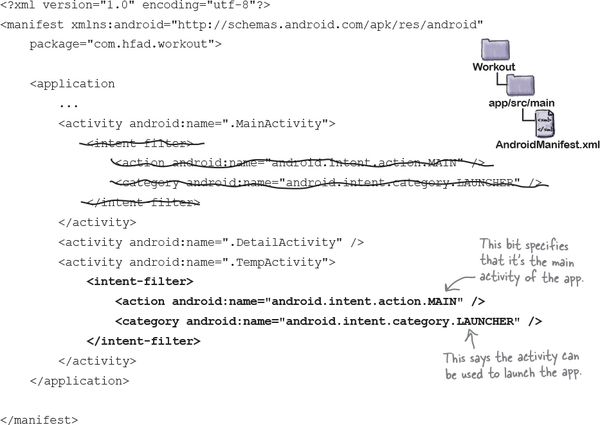 <?xml version="1.0" encoding="utf-8"?>
<manifest xmlns:android="http://schemas.android.com/apk/res/android"
package="com.hfad.workout">
Workout
app/src/main
<xml>
</xml>
AndroidManifest.xml
<application
...
<activity android:name=".MainActivity">
<intent-filter>
<action android:name="android.intent.action.MAIN" />
<category android:name="android.intent.category.LAUNCHER" />
</intent-filter>
</activity>
<activity android:name=".DetailActivity" />
<activity android:name=".TempActivity">
This bit specifies
that it's the main
activity of the app.
<intent-filter>
<action android:name="android.intent.action.MAIN" />
<category android:name="android.intent.category.LAUNCHER" />
</intent-filter>
This says the activity can
be used to launch the app.
</activity>
</application>
</manifest>